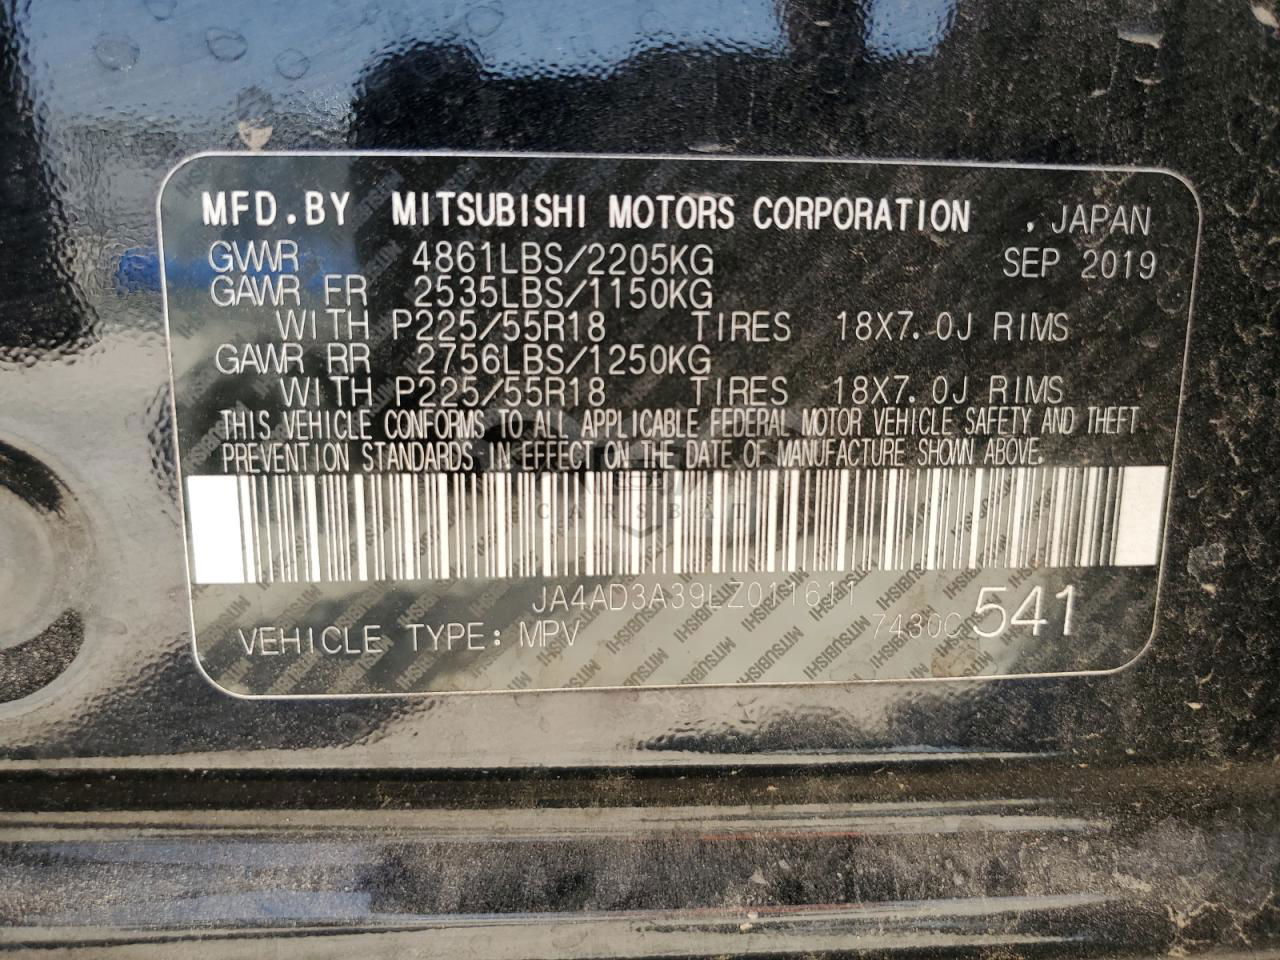 MFD.BY MITSUBISHI MOTORS CORPORATION , JAPAN
GVWR 4861LBS/2205KG SEP 2019
GAWR FR 2535LBS/1150KG
WITH P225/55R18 TIRES 18X7.0J RIMS
GAWR RR 2756LBS/1250KG
WITH P225/55R18 TIRES 18X7.0J RIMS
THIS VEHICLE CONFORMS TO ALL APPLICABLE FEDERAL MOTOR VEHICLE SAFETY AND THEFT
PREVENTION STANDARDS IN EFFECT ON THE DATE OF MANUFACTURE SHOWN ABOVE.
CARSBAT
JA4AD3A39LZ011611
VEHICLE TYPE: MPV 7430C 541